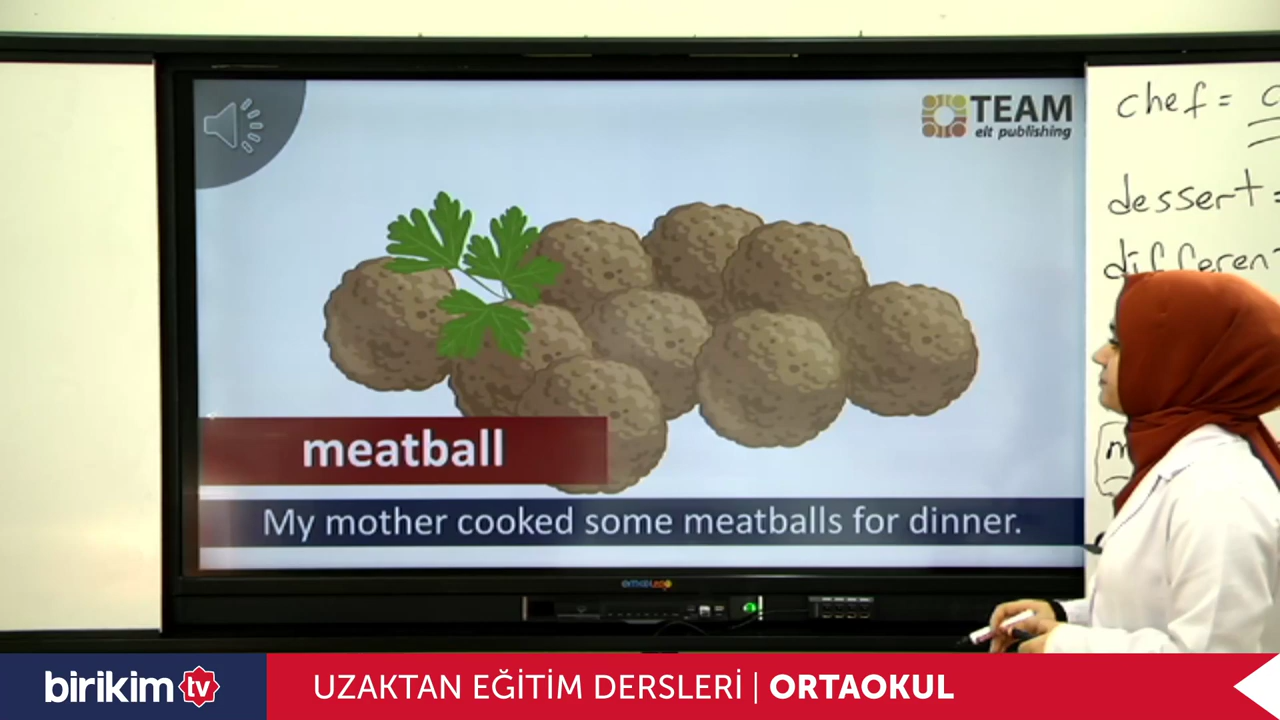 TEAM
elt publishing
chef =
dessert =
meatball
My mother cooked some meatballs for dinner.
birikim tv
UZAKTAN EĞİTİM DERSLERİ | ORTAOKUL